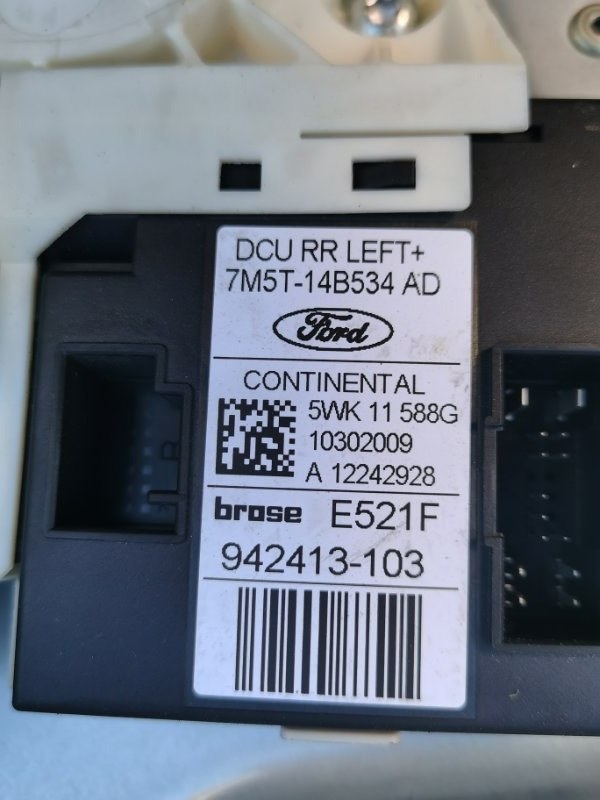 DCU RR LEFT+
7M5T-14B534 AD
Ford
CONTINENTAL
5WK 11 588G
10302009
A 12242928
brose E521F
942413-103